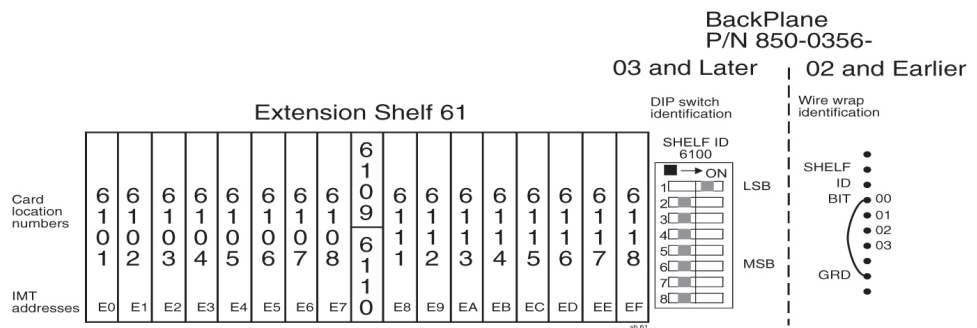 BackPlane
P/N 850-0356-
03 and Later
02 and Earlier
Extension Shelf 61
DIP switch
identification
Wire wrap
identification
SHELF ID
6100
ON
1
2
3
4
5
6
7
8
LSB
MSB
SHELF
ID
BIT
00
01
02
03
GRD
Card
location
numbers
6101
6102
6103
6104
6105
6106
6107
6108
6109
6110
6111
6112
6113
6114
6115
6116
6117
6118
IMT
addresses
E0
E1
E2
E3
E4
E5
E6
E7
E8
E9
EA
EB
EC
ED
EE
EF
sh 61